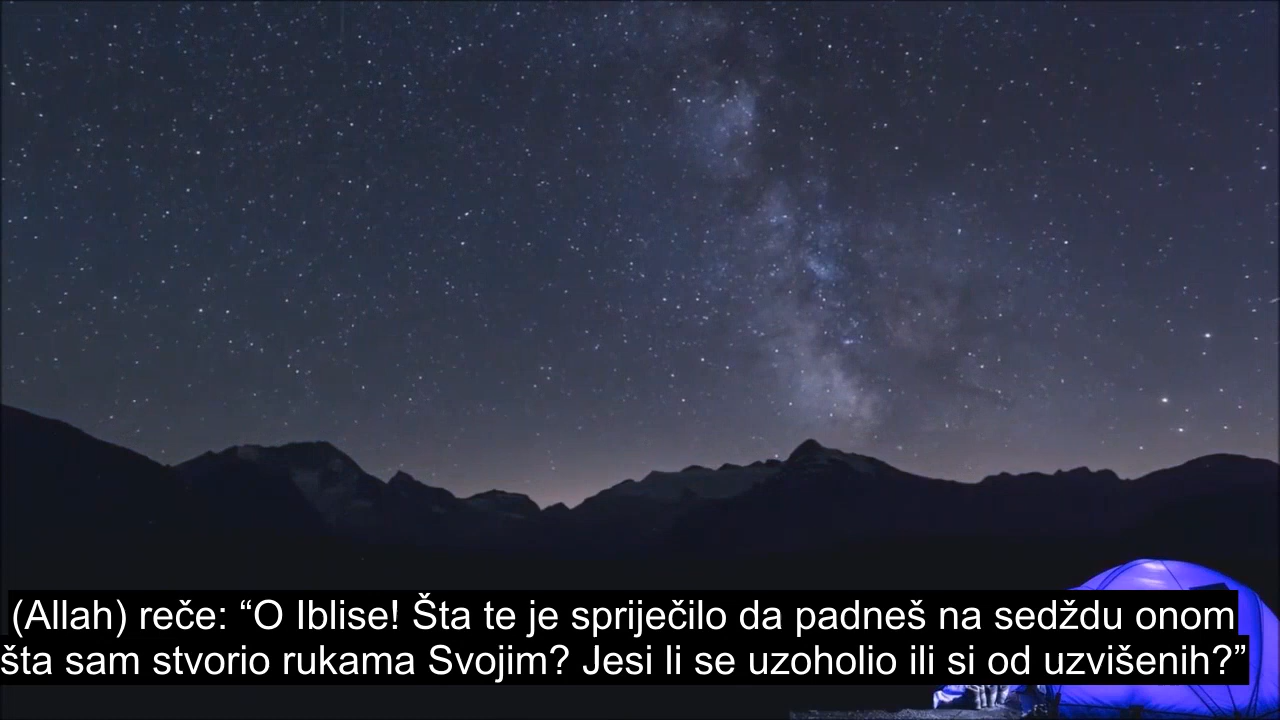 (Allah) reče: “O Iblise! Šta te je spriječilo da padneš na sedždu onom
šta sam stvorio rukama Svojim? Jesi li se uzoholio ili si od uzvišenih?”